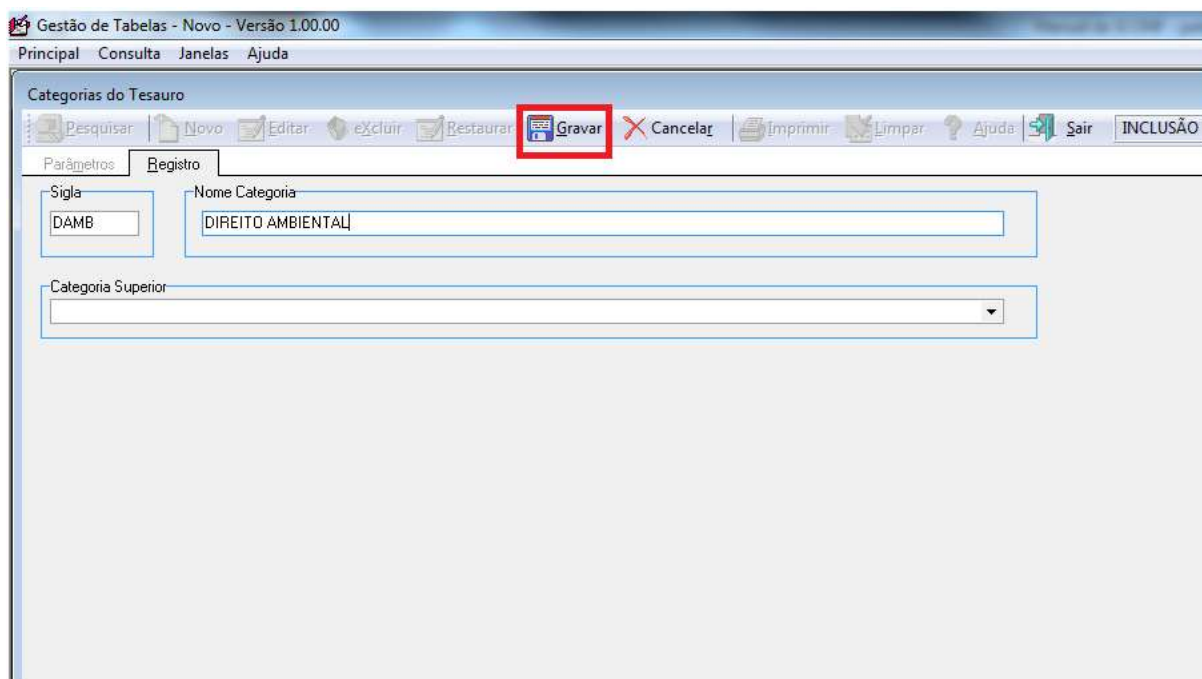 Gestão de Tabelas - Novo - Versão 1.00.00
Principal Consulta Janelas Ajuda
Categorias do Tesauro
Pesquisar Novo Editar eXcluir Restaurar Gravar Cancelar Imprimir Limpar Ajuda Sair INCLUSÃO
Parâmetros Registro
Sigla Nome Categoria
DAMB DIREITO AMBIENTAL
Categoria Superior